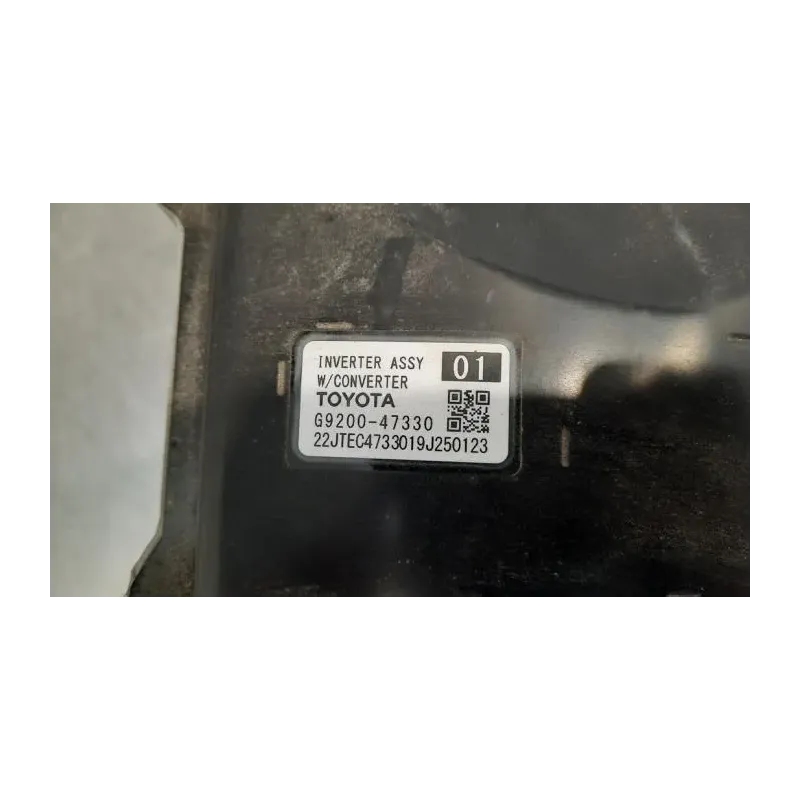 INVERTER ASSY 01
W/CONVERTER
TOYOTA
G9200-47330
22JTEC4733019J250123